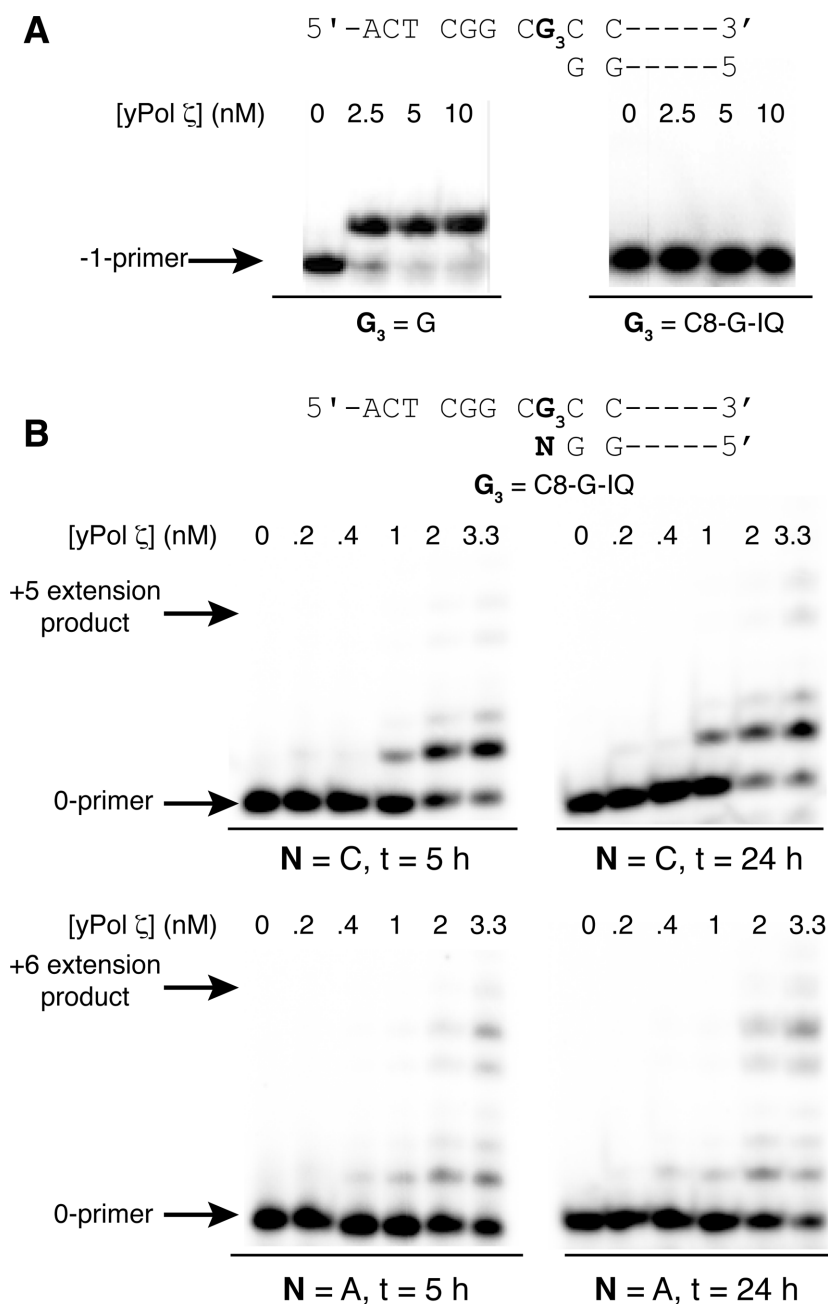 A
5'-ACT CGG CG₃C C-----3′
G G-----5
[yPol ζ] (nM) 0 2.5 5 10 0 2.5 5 10
-1-primer
G₃ = G G₃ = C8-G-IQ
B
5'-ACT CGG CG₃C C-----3′
N G G-----5′
G₃ = C8-G-IQ
[yPol ζ] (nM) 0 .2 .4 1 2 3.3 0 .2 .4 1 2 3.3
+5 extension
product
0-primer
N = C, t = 5 h N = C, t = 24 h
[yPol ζ] (nM) 0 .2 .4 1 2 3.3 0 .2 .4 1 2 3.3
+6 extension
product
0-primer
N = A, t = 5 h N = A, t = 24 h